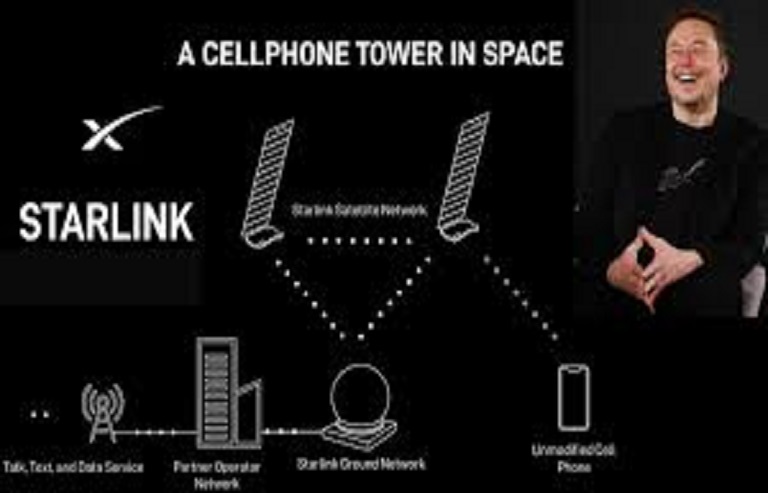 A CELLPHONE TOWER IN SPACE
STARLINK
Starlink Satellite Network
Talk, Text, and Data Service
Partner Operator
Network
Starlink Ground Network
Unmodified Cell
Phone